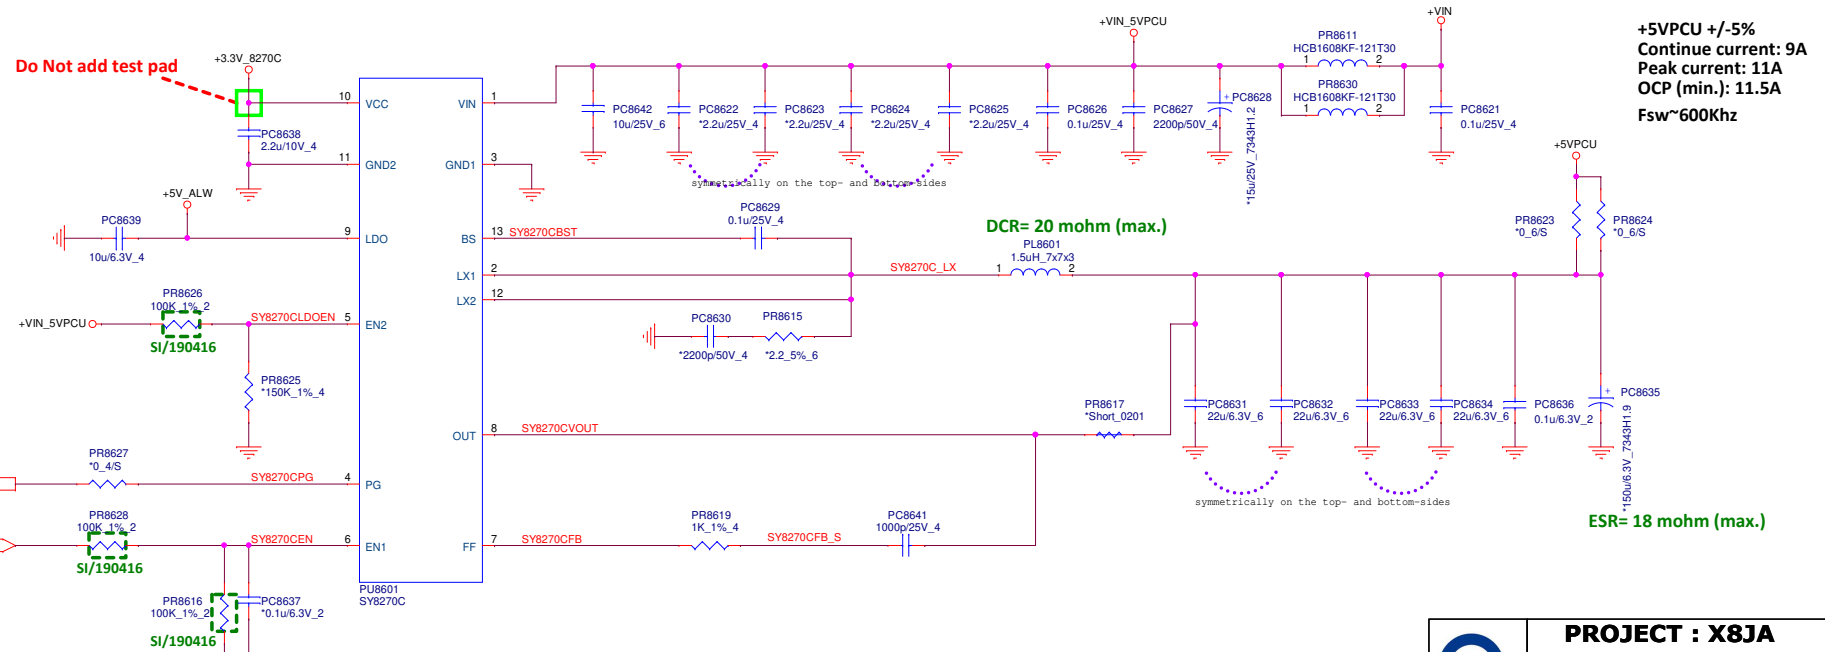 +5VPCU +/-5%
Continue current: 9A
Peak current: 11A
OCP (min.): 11.5A
Fsw~600Khz
Do Not add test pad
+3.3V_8270C
10
VCC
PC8638
2.2u/10V_4
11
GND2
+5V_ALW
PC8639
10u/6.3V_4
9
LDO
PR8626
100K_1%_2
+VIN_5VPCU
SY8270CLDOEN
5
EN2
SI/190416
PR8625
*150K_1%_4
PR8627
*0_4/S
SY8270CPG
4
PG
PR8628
100K_1%_2
SY8270CEN
6
EN1
SI/190416
PR8616
100K_1%_2
SI/190416
PC8637
*0.1u/6.3V_2
PU8601
SY8270C
VIN
1
GND1
3
BS
13
SY8270CBST
LX1
2
LX2
12
OUT
8
SY8270CVOUT
FF
7
SY8270CFB
+VIN_5VPCU
+VIN
PC8642
10u/25V_6
PC8622
*2.2u/25V_4
PC8623
*2.2u/25V_4
PC8624
*2.2u/25V_4
PC8625
*2.2u/25V_4
PC8626
0.1u/25V_4
PC8627
2200p/50V_4
PC8628
+
*15u/25V_7343H1.2
symmetrically on the top- and bottom-sides
PR8611
HCB1608KF-121T30
1
2
PR8630
HCB1608KF-121T30
1
2
PC8621
0.1u/25V_4
PC8629
0.1u/25V_4
SY8270C_LX
DCR= 20 mohm (max.)
PL8601
1.5uH_7x7x3
1
2
PC8630
*2200p/50V_4
PR8615
*2.2_5%_6
+5VPCU
PR8623
*0_6/S
PR8624
*0_6/S
PR8617
*Short_0201
PR8619
1K_1%_4
SY8270CFB_S
PC8641
1000p/25V_4
PC8631
22u/6.3V_6
PC8632
22u/6.3V_6
PC8633
22u/6.3V_6
PC8634
22u/6.3V_6
PC8636
0.1u/6.3V_2
PC8635
+
*150u/6.3V_7343H1.9
symmetrically on the top- and bottom-sides
ESR= 18 mohm (max.)
PROJECT : X8JA